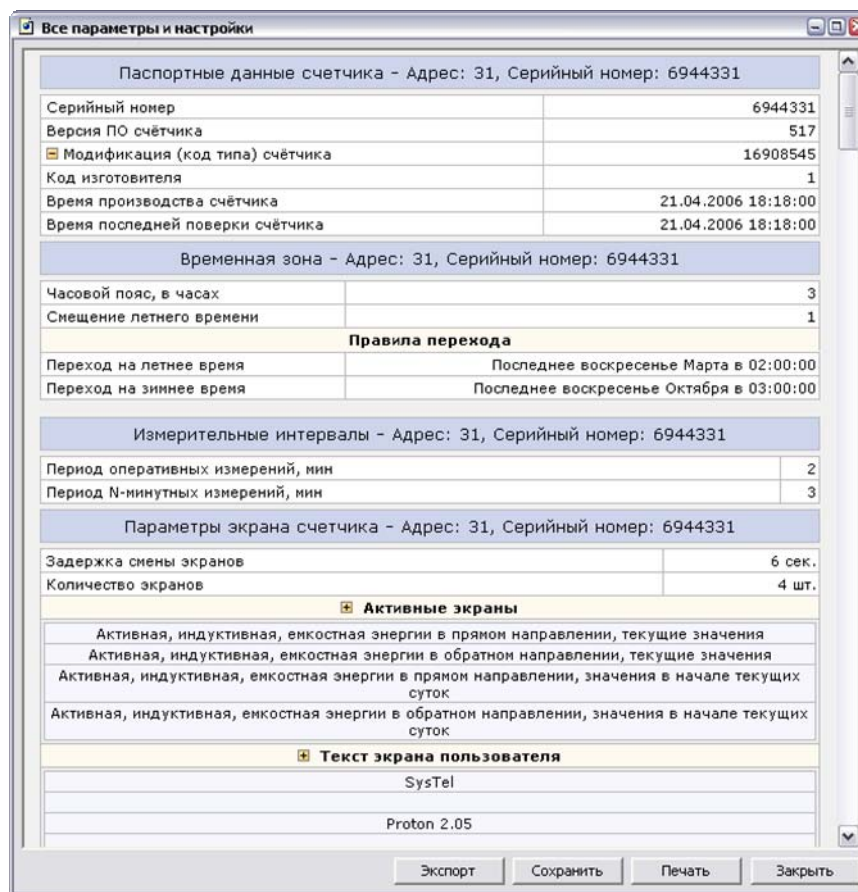 Все параметры и настройки
Паспортные данные счетчика - Адрес: 31, Серийный номер: 6944331
Серийный номер 6944331
Версия ПО счётчика 517
Модификация (код типа) счётчика 16908545
Код изготовителя 1
Время производства счётчика 21.04.2006 18:18:00
Время последней поверки счётчика 21.04.2006 18:18:00
Временная зона - Адрес: 31, Серийный номер: 6944331
Часовой пояс, в часах 3
Смещение летнего времени 1
Правила перехода
Переход на летнее время Последнее воскресенье Марта в 02:00:00
Переход на зимнее время Последнее воскресенье Октября в 03:00:00
Измерительные интервалы - Адрес: 31, Серийный номер: 6944331
Период оперативных измерений, мин 2
Период N-минутных измерений, мин 3
Параметры экрана счетчика - Адрес: 31, Серийный номер: 6944331
Задержка смены экранов 6 сек.
Количество экранов 4 шт.
Активные экраны
Активная, индуктивная, емкостная энергии в прямом направлении, текущие значения
Активная, индуктивная, емкостная энергии в обратном направлении, текущие значения
Активная, индуктивная, емкостная энергии в прямом направлении, значения в начале текущих
суток
Активная, индуктивная, емкостная энергии в обратном направлении, значения в начале текущих
суток
Текст экрана пользователя
SysTel
Proton 2.05
Экспорт Сохранить Печать Закрыть